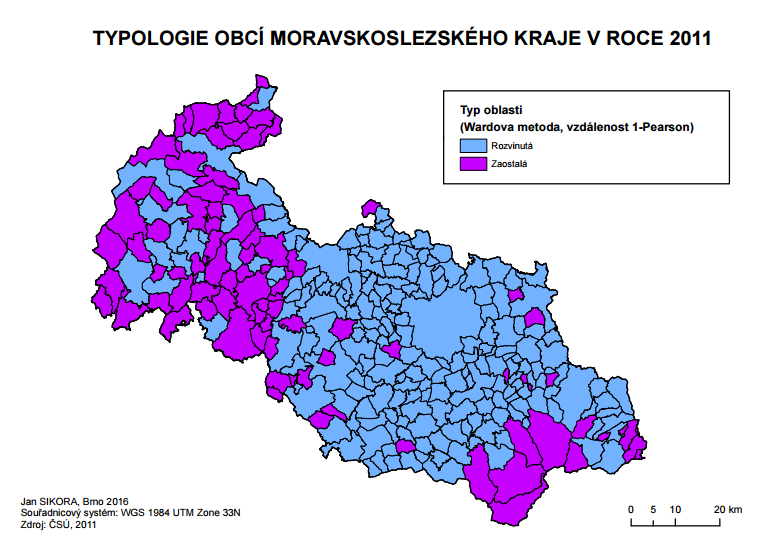 TYPOLOGIE OBCÍ MORAVSKOSLEZSKÉHO KRAJE V ROCE 2011
Typ oblasti
(Wardova metoda, vzdálenost 1-Pearson)
Rozvinutá
Zaostalá
Jan SIKORA, Brno 2016
Souřadnicový systém: WGS 1984 UTM Zone 33N
Zdroj: ČSÚ, 2011
0 5 10 20 km